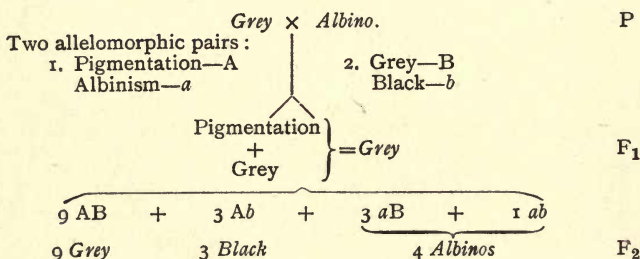 Grey × Albino. P
Two allelomorphic pairs :
1. Pigmentation—A 2. Grey—B
Albinism—a Black—b
Pigmentation
+ } =Grey F1
Grey
9 AB + 3 Ab + 3 aB + 1 ab
9 Grey 3 Black 4 Albinos F2